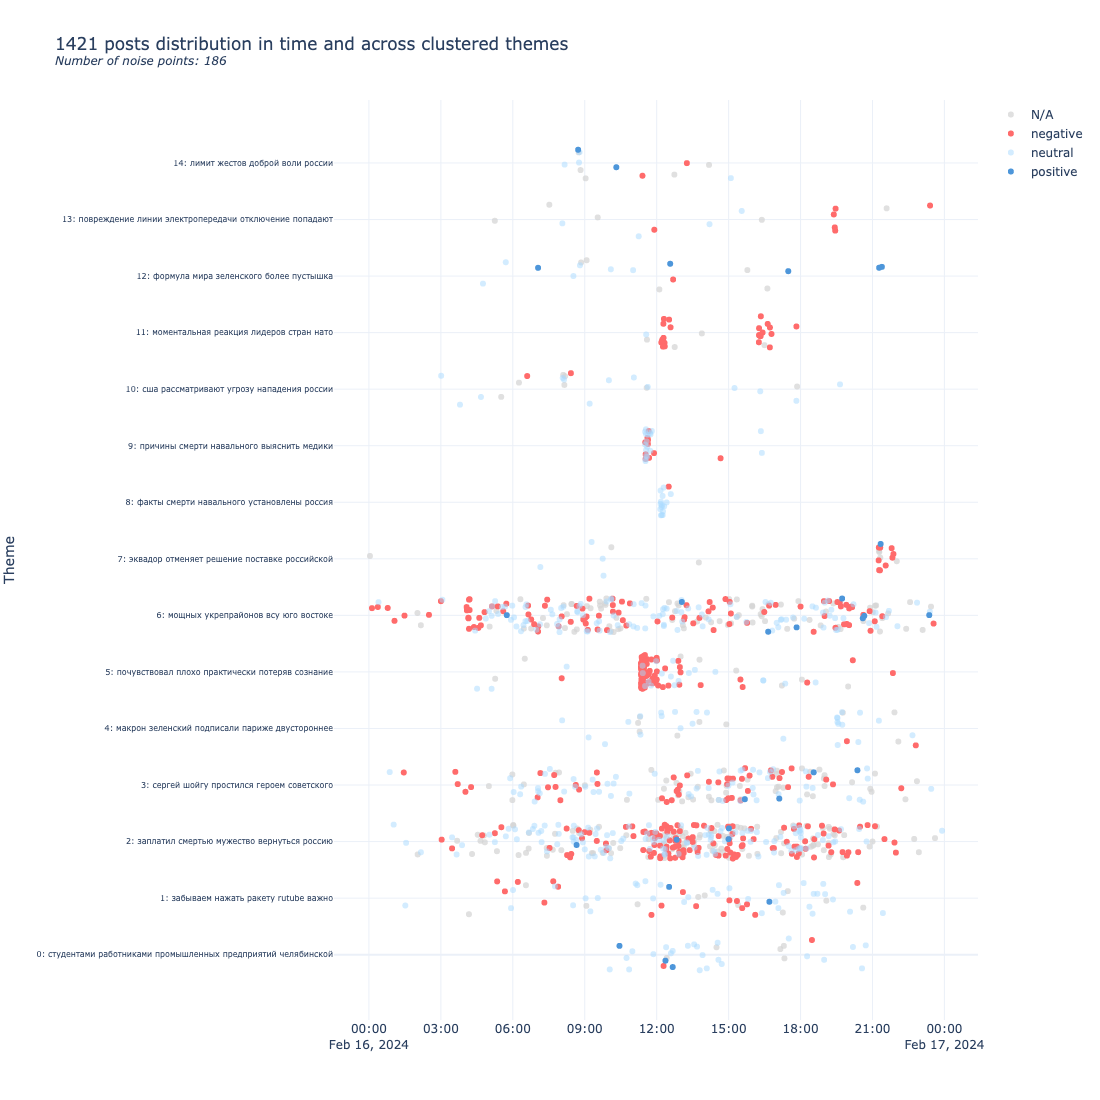 1421 posts distribution in time and across clustered themes
Number of noise points: 186
N/A
negative
neutral
positive
Theme
14: лимит жестов доброй воли россии
13: повреждение линии электропередачи отключение попадают
12: формула мира зеленского более пустышка
11: моментальная реакция лидеров стран нато
10: сша рассматривают угрозу нападения россии
9: причины смерти навального выяснить медики
8: факты смерти навального установлены россия
7: эквадор отменяет решение поставке российской
6: мощных укрепрайонов всу юго востоке
5: почувствовал плохо практически потеряв сознание
4: макрон зеленский подписали париже двустороннее
3: сергей шойгу простился героем советского
2: заплатил смертью мужество вернуться россию
1: забываем нажать ракету rutube важно
0: студентами работниками промышленных предприятий челябинской
00:00 03:00 06:00 09:00 12:00 15:00 18:00 21:00 00:00
Feb 16, 2024 Feb 17, 2024